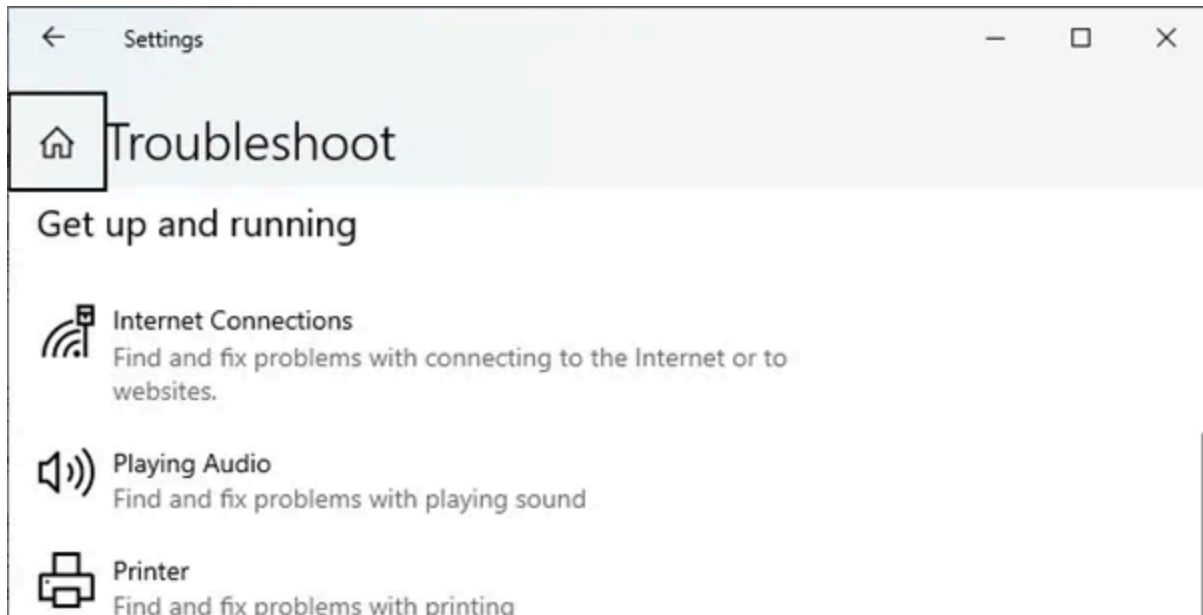 Settings
Troubleshoot
Get up and running
Internet Connections
Find and fix problems with connecting to the Internet or to
websites.
Playing Audio
Find and fix problems with playing sound
Printer
Find and fix problems with printing